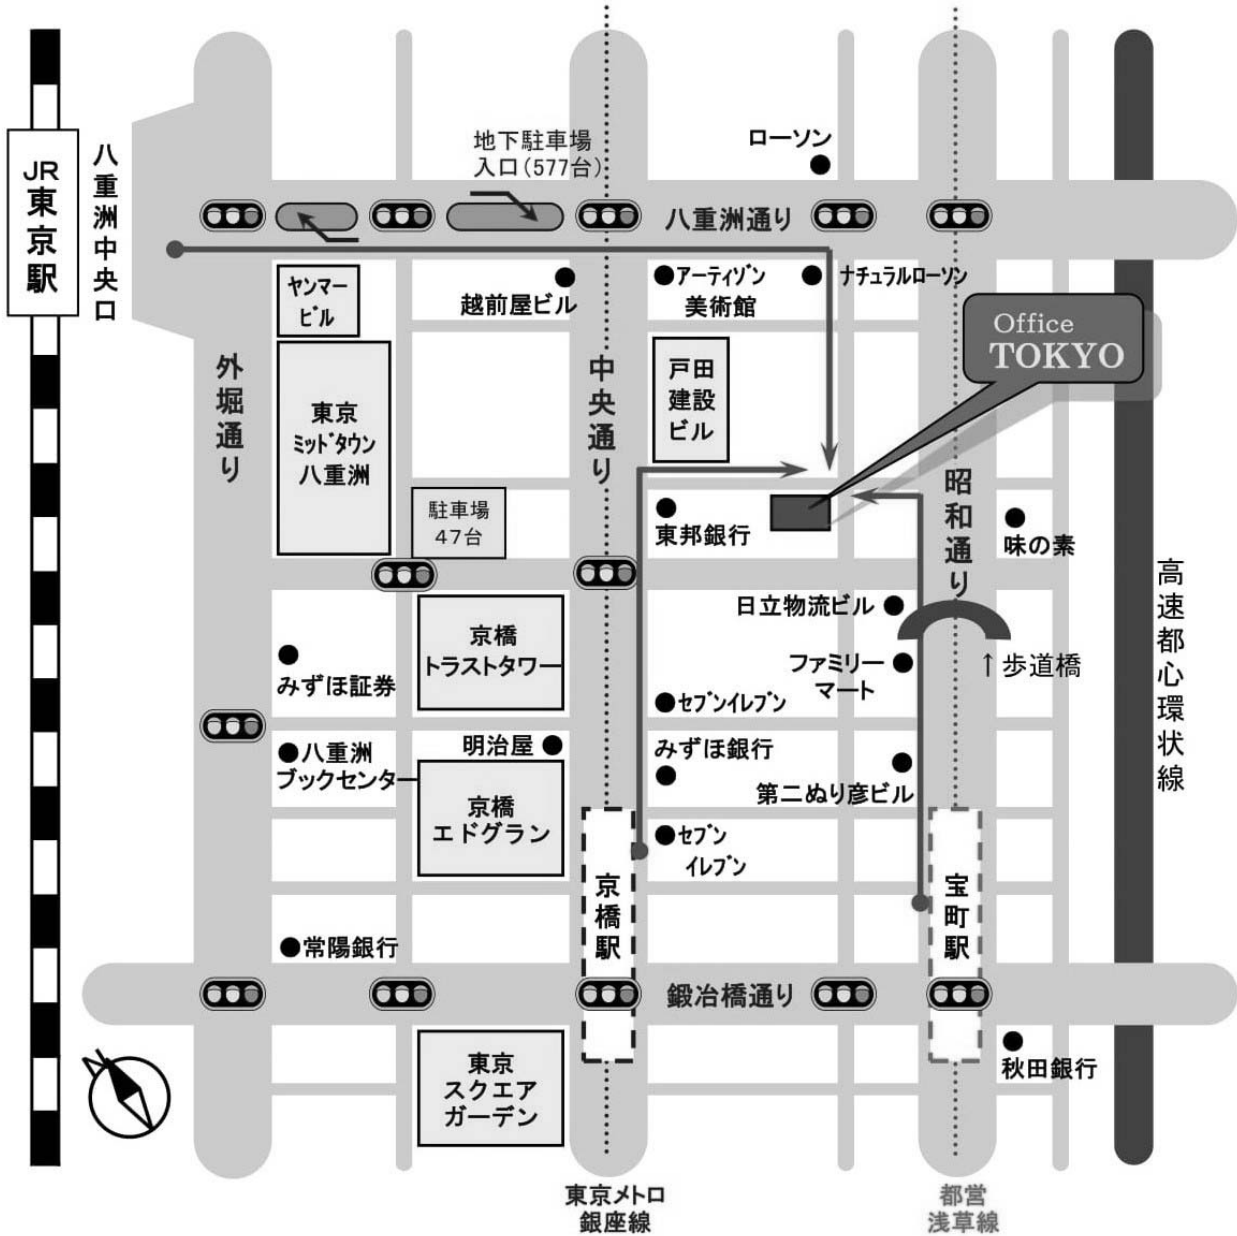 JR東京駅
八重洲中央口
地下駐車場
入口(577台)
ローソン
八重洲通り
ヤンマー
ビル
越前屋ビル
アーティゾン
美術館
ナチュラルローソン
Office
TOKYO
外堀通り
東京
ミッドタウン
八重洲
中央通り
戸田
建設
ビル
昭和通り
駐車場
47台
東邦銀行
味の素
高速都心環状線
日立物流ビル
京橋
トラストタワー
みずほ証券
ファミリー
マート
↑歩道橋
セブンイレブン
八重洲
ブックセンター
明治屋
みずほ銀行
第二ぬり彦ビル
京橋
エドグラン
セブン
イレブン
京橋駅
宝町駅
常陽銀行
鍛冶橋通り
東京
スクエア
ガーデン
秋田銀行
東京メトロ
銀座線
都営
浅草線